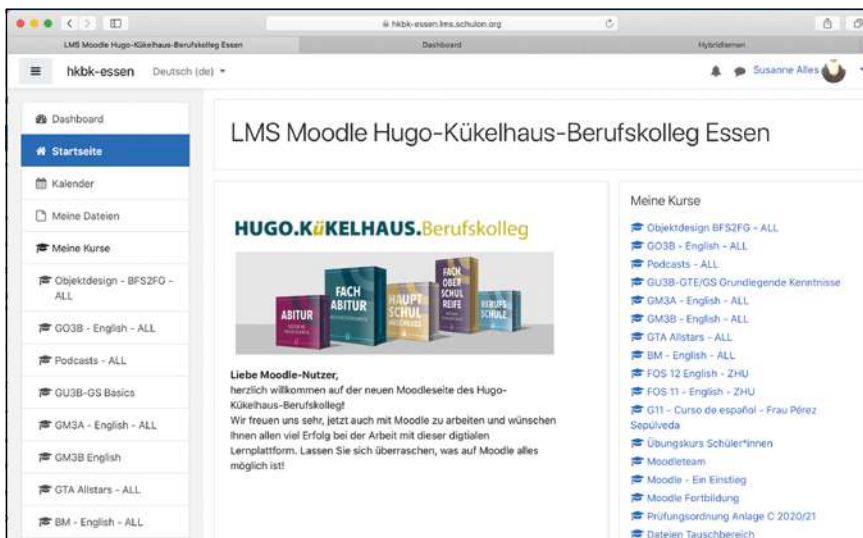 hkbk-essen.lms.schulon.org
LMS Moodle Hugo-Kükelhaus-Berufskolleg Essen
Dashboard
Hybridlernen
hkbk-essen
Deutsch (de)
Susanne Alles
Dashboard
Startseite
Kalender
Meine Dateien
Meine Kurse
Objektdesign - BFS2FG -
ALL
GO3B - English - ALL
Podcasts - ALL
GU3B-GS Basics
GM3A - English - ALL
GM3B English
GTA Allstars - ALL
BM - English - ALL
LMS Moodle Hugo-Kükelhaus-Berufskolleg Essen
HUGO.KüKELHAUS.Berufskolleg
ABITUR
FACH
ABITUR
HAUPT
SCHUL
FACH
OBER
SCHUL
REIFE
BERUFS
SCHULE
Liebe Moodle-Nutzer,
herzlich willkommen auf der neuen Moodleseite des Hugo-
Kükelhaus-Berufskolleg!
Wir freuen uns sehr, jetzt auch mit Moodle zu arbeiten und wünschen
Ihnen allen viel Erfolg bei der Arbeit mit dieser digtialen
Lernplattform. Lassen Sie sich überraschen, was auf Moodle alles
möglich ist!
Meine Kurse
Objektdesign BFS2FG - ALL
GO3B - English - ALL
Podcasts - ALL
GU3B-GTE/GS Grundlegende Kenntnisse
GM3A - English - ALL
GM3B - English - ALL
GTA Allstars - ALL
BM - English - ALL
FOS 12 English - ZHU
FOS 11 - English - ZHU
G11 - Curso de español - Frau Pérez
Sepúlveda
Übungskurs Schüler*innen
Moodleteam
Moodle - Ein Einstieg
Moodle Fortbildung
Prüfungsordnung Anlage C 2020/21
Dateien Tauschbereich